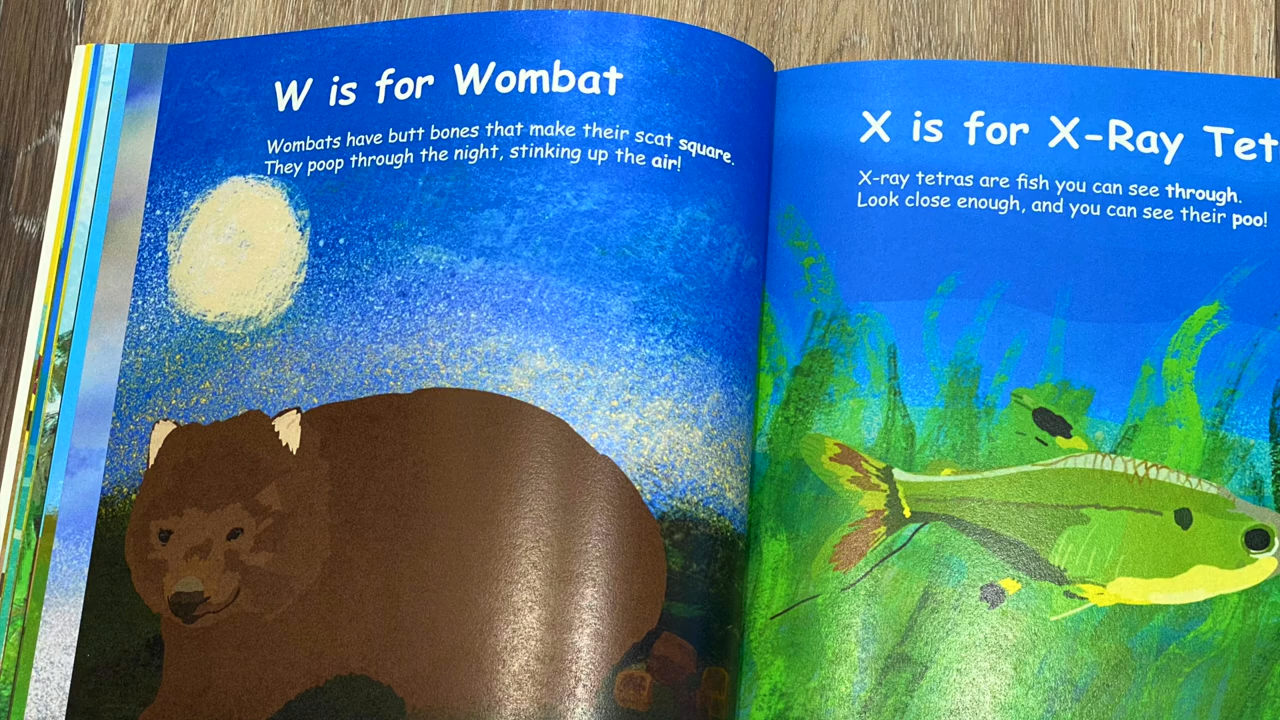 W is for Wombat
Wombats have butt bones that make their scat square.
They poop through the night, stinking up the air!
X is for X-Ray Tet
X-ray tetras are fish you can see through.
Look close enough, and you can see their poo!